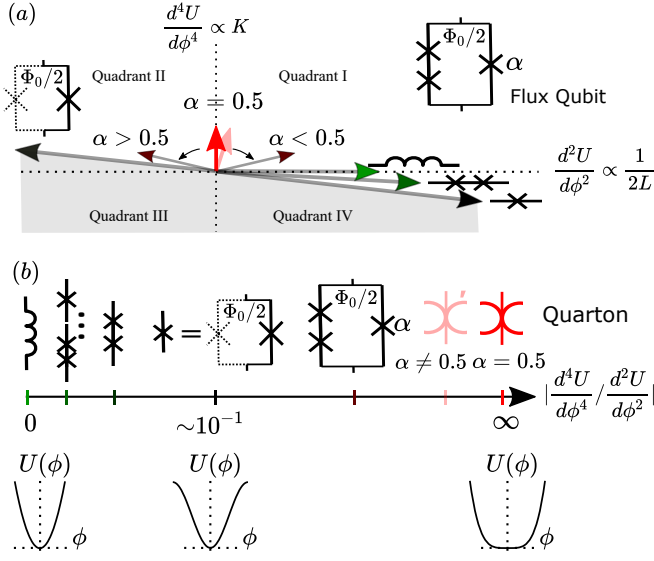 (a)
d⁴U/dϕ⁴ ∝ K
Φ₀/2
Quadrant II
Quadrant I
Φ₀/2
α
Flux Qubit
α = 0.5
α > 0.5
α < 0.5
d²U/dϕ² ∝ 1/2L
Quadrant III
Quadrant IV
(b)
=
Φ₀/2
Φ₀/2
α
′
Quarton
α ≠ 0.5
α = 0.5
|d⁴U/dϕ⁴ / d²U/dϕ²|
0
~10⁻¹
∞
U(ϕ)
U(ϕ)
U(ϕ)
ϕ
ϕ
ϕ